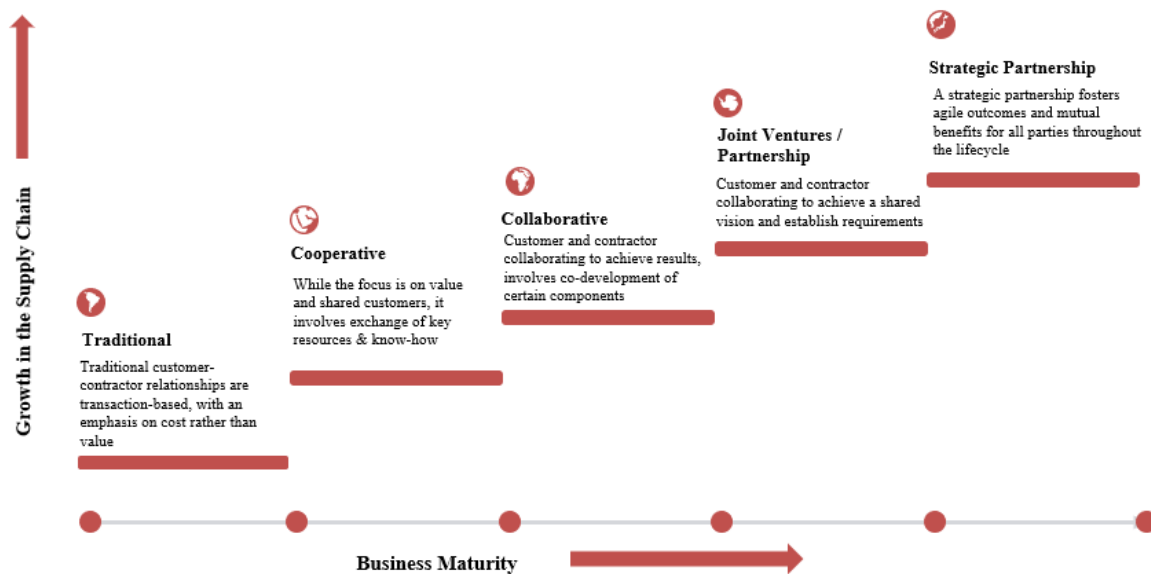 Growth in the Supply Chain
Traditional
Traditional customer-
contractor relationships are
transaction-based, with an
emphasis on cost rather than
value
Cooperative
While the focus is on value
and shared customers, it
involves exchange of key
resources & know-how
Collaborative
Customer and contractor
collaborating to achieve results,
involves co-development of
certain components
Joint Ventures /
Partnership
Customer and contractor
collaborating to achieve a shared
vision and establish requirements
Strategic Partnership
A strategic partnership fosters
agile outcomes and mutual
benefits for all parties throughout
the lifecycle
Business Maturity